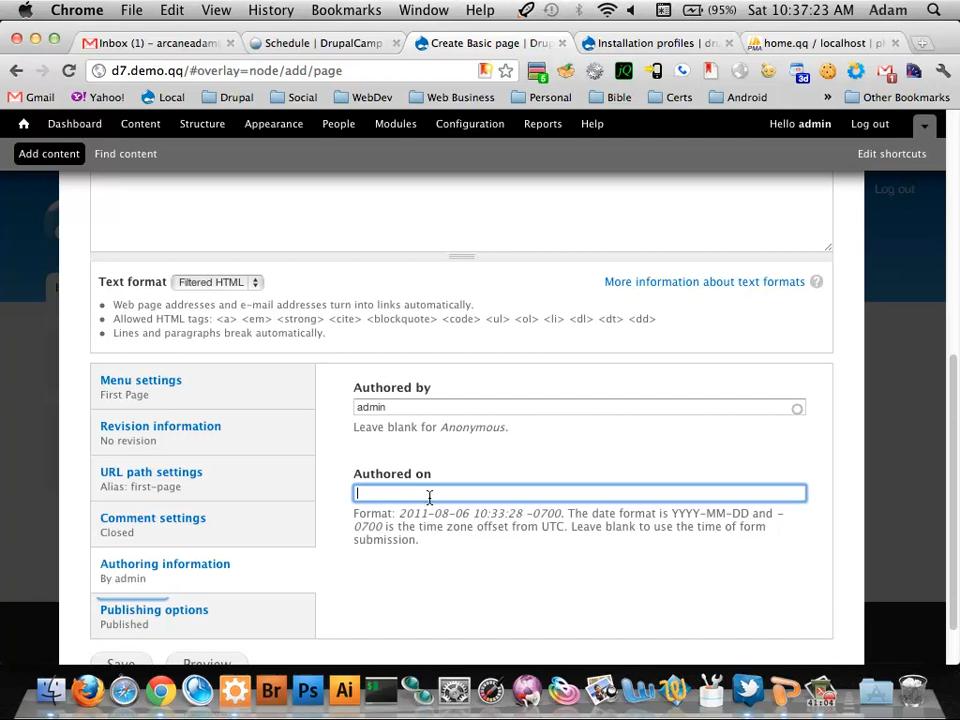 Chrome File Edit View History Bookmarks Window Help (95%) Sat 10:37:23 AM Adam
Inbox (1) - arcaneadam Schedule | DrupalCamp Create Basic page | Dru Installation profiles | dru home.qq / localhost | p
d7.demo.qq/#overlay=node/add/page
Gmail Yahoo! Local Drupal Social WebDev Web Business Personal Bible Certs Android » Other Bookmarks
Dashboard Content Structure Appearance People Modules Configuration Reports Help Hello admin Log out
Add content Find content Edit shortcuts
Log out
Text format Filtered HTML More information about text formats ?
Web page addresses and e-mail addresses turn into links automatically.
Allowed HTML tags: <a> <em> <strong> <cite> <blockquote> <code> <ul> <ol> <li> <dl> <dt> <dd>
Lines and paragraphs break automatically.
Menu settings
First Page
Revision information
No revision
URL path settings
Alias: first-page
Comment settings
Closed
Authoring information
By admin
Publishing options
Published
Authored by
admin
Leave blank for Anonymous.
Authored on
Format: 2011-08-06 10:33:28 -0700. The date format is YYYY-MM-DD and -
0700 is the time zone offset from UTC. Leave blank to use the time of form
submission.
Save Preview
Br Ps Ai 41:04